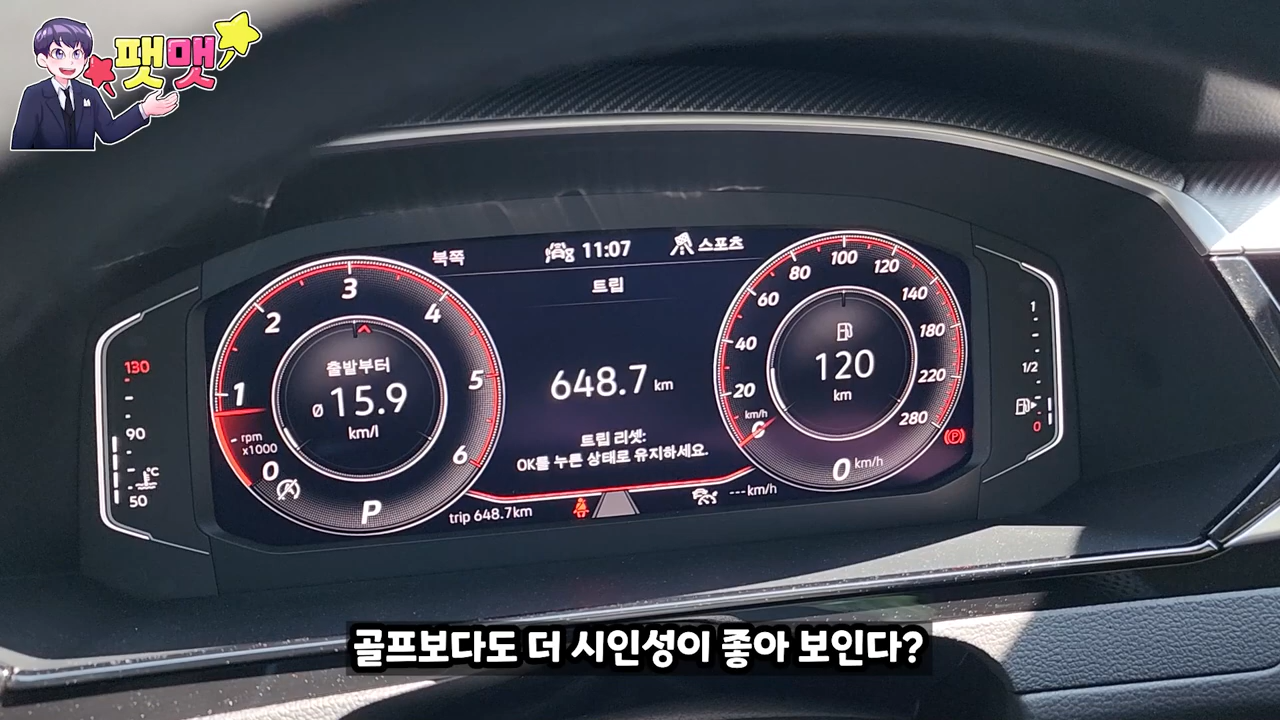 팻맷
북쪽
11:07
스포츠
트립
1
2
3
4
5
6
0
rpm
x1000
출발부터
Ø 15.9
km/l
P
648.7 km
트립 리셋:
OK를 누른 상태로 유지하세요.
trip 648.7km
--- km/h
20
40
60
80
100
120
140
180
220
280
km/h
120
km
0 km/h
(P)
130
90
50
°C
1
1/2
0
골프보다도 더 시인성이 좋아 보인다?